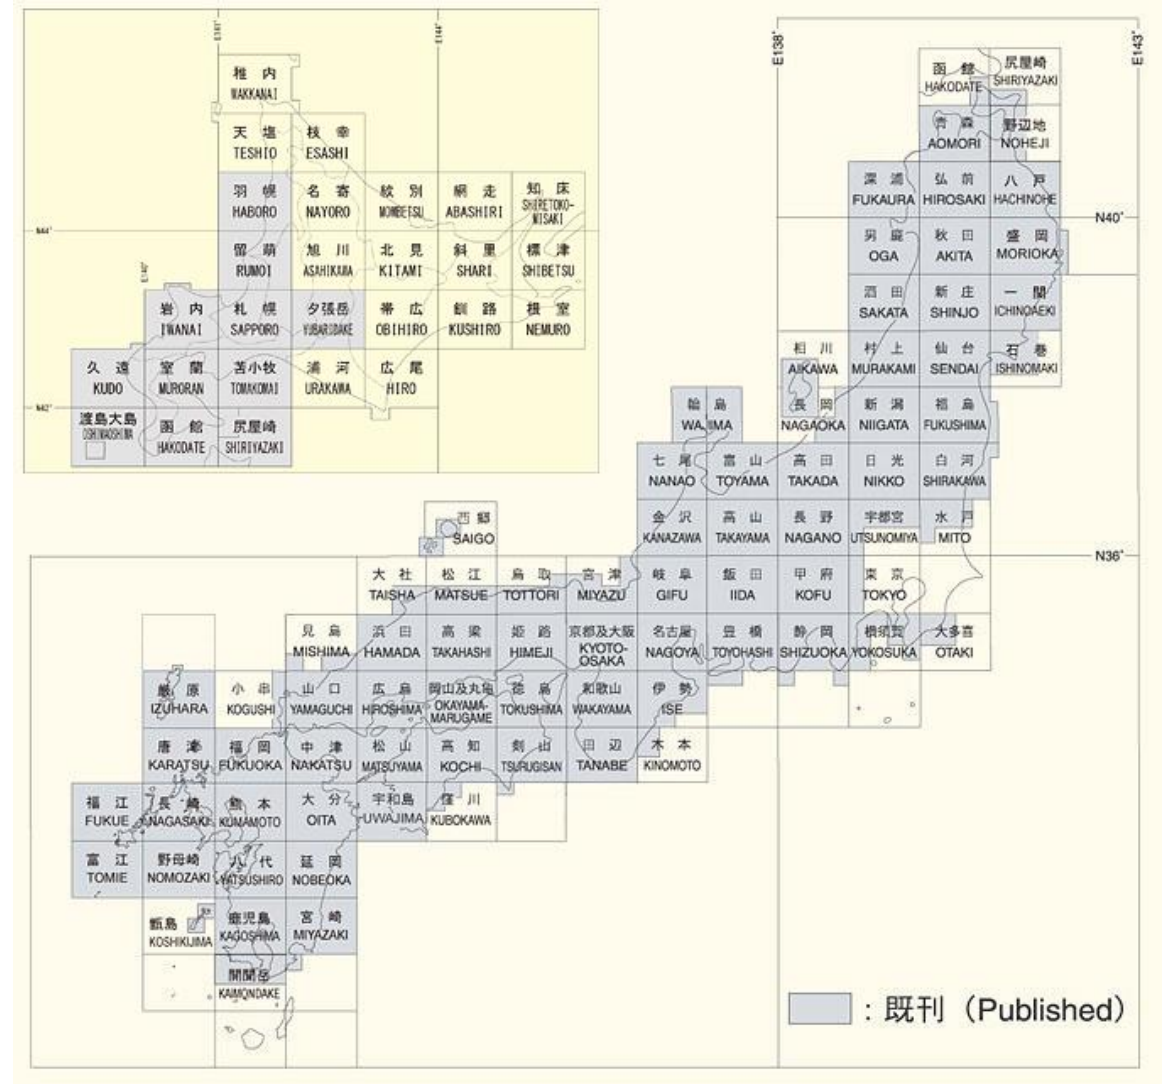 E141°
E144°
稚 内
WAKKANAI
天 塩
TESHIO
枝 幸
ESASHI
羽 幌
HABORO
名 寄
NAYORO
紋 別
MOMBETSU
網 走
ABASHIRI
知 床
SHIRETOKO-
MISAKI
N44°
留 萌
RUMOI
旭 川
ASAHIKAWA
北 見
KITAMI
斜 里
SHARI
標 津
SHIBETSU
E140°
岩 内
IWANAI
札 幌
SAPPORO
夕張岳
YUBARIDAKE
帯 広
OBIHIRO
釧 路
KUSHIRO
根 室
NEMURO
久 遠
KUDO
室 蘭
MURORAN
苫小牧
TOMAKOMAI
浦 河
URAKAWA
広 尾
HIRO
N42°
渡島大島
OSHIMAOSHIMA
函 館
HAKODATE
尻屋崎
SHIRIYAZAKI
E138°
E143°
函 館
HAKODATE
尻屋崎
SHIRIYAZAKI
青 森
AOMORI
野辺地
NOHEJI
深 浦
FUKAURA
弘 前
HIROSAKI
八 戸
HACHINOHE
N40°
男 鹿
OGA
秋 田
AKITA
盛 岡
MORIOKA
酒 田
SAKATA
新 庄
SHINJO
一 関
ICHINOAEKI
相 川
AIKAWA
村 上
MURAKAMI
仙 台
SENDAI
石 巻
ISHINOMAKI
輪 島
WAJIMA
長 岡
NAGAOKA
新 潟
NIIGATA
福 島
FUKUSHIMA
七 尾
NANAO
富 山
TOYAMA
高 田
TAKADA
日 光
NIKKO
白 河
SHIRAKAWA
西 郷
SAIGO
金 沢
KANAZAWA
高 山
TAKAYAMA
長 野
NAGANO
宇都宮
UTSUNOMIYA
水 戸
MITO
N36°
大 社
TAISHA
松 江
MATSUE
鳥 取
TOTTORI
宮 津
MIYAZU
岐 阜
GIFU
飯 田
IIDA
甲 府
KOFU
東 京
TOKYO
見 島
MISHIMA
浜 田
HAMADA
高 梁
TAKAHASHI
姫 路
HIMEJI
京都及大阪
KYOTO-
OSAKA
名古屋
NAGOYA
豊 橋
TOYOHASHI
静 岡
SHIZUOKA
横須賀
YOKOSUKA
大多喜
OTAKI
厳 原
IZUHARA
小 串
KOGUSHI
山 口
YAMAGUCHI
広 島
HIROSHIMA
岡山及丸亀
OKAYAMA-
MARUGAME
徳 島
TOKUSHIMA
和歌山
WAKAYAMA
伊 勢
ISE
唐 津
KARATSU
福 岡
FUKUOKA
中 津
NAKATSU
松 山
MATSUYAMA
高 知
KOCHI
剣 山
TSURUGISAN
田 辺
TANABE
木 本
KINOMOTO
福 江
FUKUE
長 崎
NAGASAKI
熊 本
KUMAMOTO
大 分
OITA
宇和島
UWAJIMA
窪 川
KUBOKAWA
富 江
TOMIE
野母崎
NOMOZAKI
八 代
YATSUSHIRO
延 岡
NOBEOKA
甑島
KOSHIKIJIMA
鹿児島
KAGOSHIMA
宮 崎
MIYAZAKI
開聞岳
KAIMONDAKE
：既刊（Published）